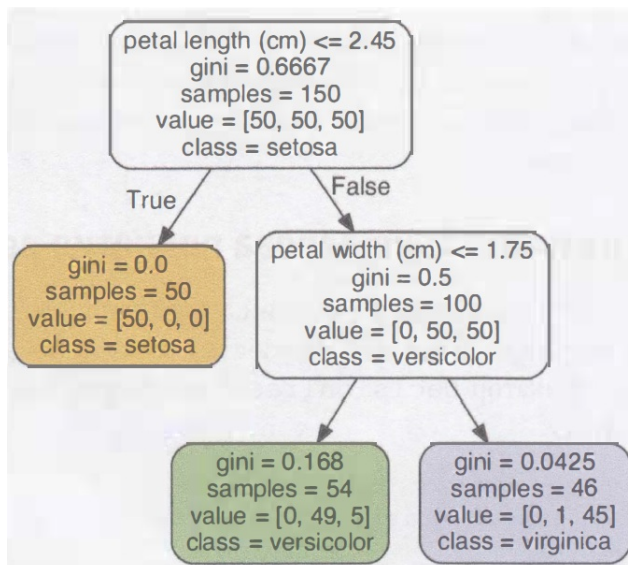 petal length (cm) <= 2.45
gini = 0.6667
samples = 150
value = [50, 50, 50]
class = setosa
True
False
gini = 0.0
samples = 50
value = [50, 0, 0]
class = setosa
petal width (cm) <= 1.75
gini = 0.5
samples = 100
value = [0, 50, 50]
class = versicolor
gini = 0.168
samples = 54
value = [0, 49, 5]
class = versicolor
gini = 0.0425
samples = 46
value = [0, 1, 45]
class = virginica